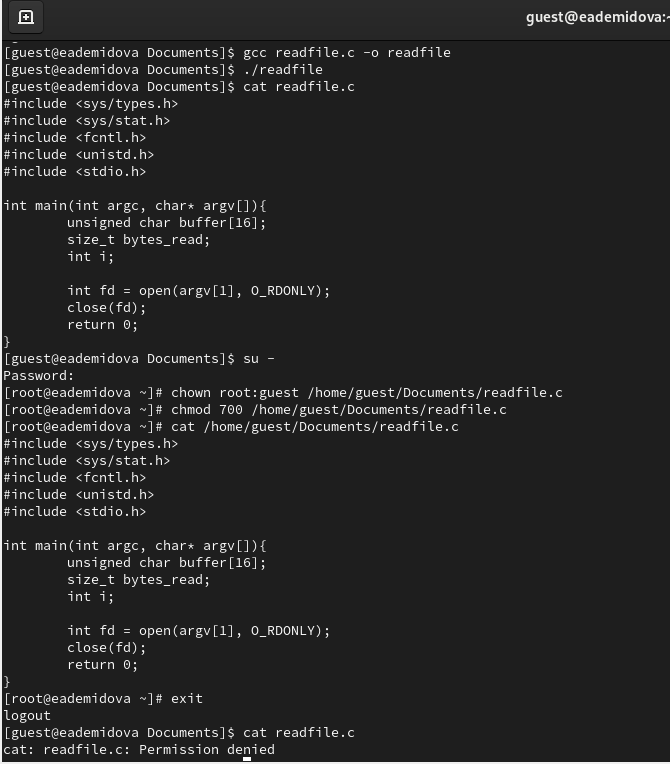 guest@eademidova:~
[guest@eademidova Documents]$ gcc readfile.c -o readfile
[guest@eademidova Documents]$ ./readfile
[guest@eademidova Documents]$ cat readfile.c
#include <sys/types.h>
#include <sys/stat.h>
#include <fcntl.h>
#include <unistd.h>
#include <stdio.h>

int main(int argc, char* argv[]){
        unsigned char buffer[16];
        size_t bytes_read;
        int i;

        int fd = open(argv[1], O_RDONLY);
        close(fd);
        return 0;
}
[guest@eademidova Documents]$ su -
Password:
[root@eademidova ~]# chown root:guest /home/guest/Documents/readfile.c
[root@eademidova ~]# chmod 700 /home/guest/Documents/readfile.c
[root@eademidova ~]# cat /home/guest/Documents/readfile.c
#include <sys/types.h>
#include <sys/stat.h>
#include <fcntl.h>
#include <unistd.h>
#include <stdio.h>

int main(int argc, char* argv[]){
        unsigned char buffer[16];
        size_t bytes_read;
        int i;

        int fd = open(argv[1], O_RDONLY);
        close(fd);
        return 0;
}
[root@eademidova ~]# exit
logout
[guest@eademidova Documents]$ cat readfile.c
cat: readfile.c: Permission denied